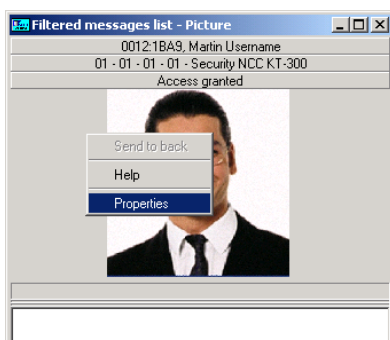 Filtered messages list - Picture
0012:1BA9, Martin Username
01 - 01 - 01 - 01 - Security NCC KT-300
Access granted
Send to back
Help
Properties